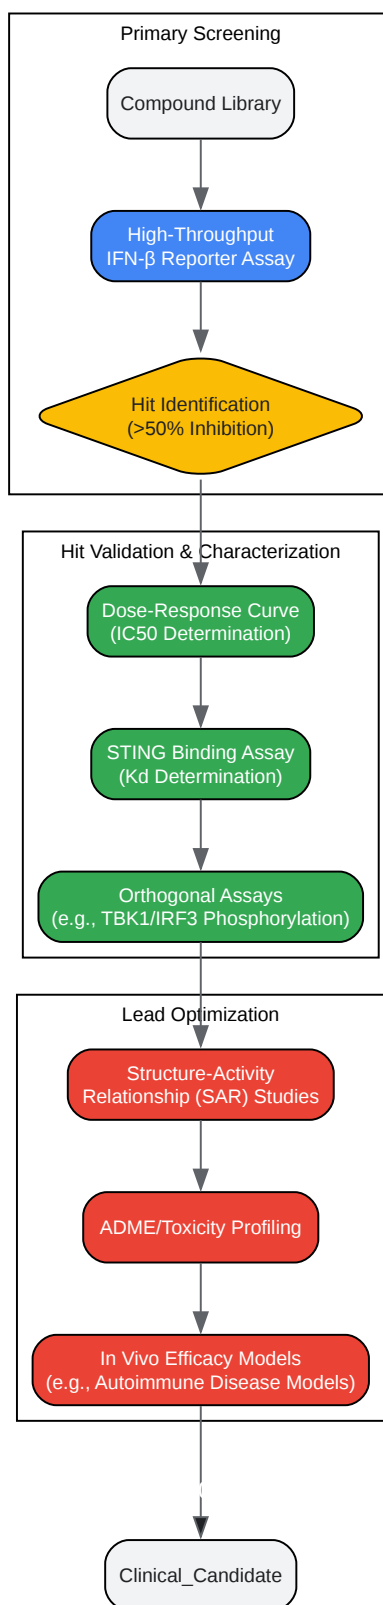 Primary Screening
Compound Library
High-Throughput
IFN-β Reporter Assay
Hit Identification
(>50% Inhibition)
Hit Validation & Characterization
Dose-Response Curve
(IC50 Determination)
STING Binding Assay
(Kd Determination)
Orthogonal Assays
(e.g., TBK1/IRF3 Phosphorylation)
Lead Optimization
Structure-Activity
Relationship (SAR) Studies
ADME/Toxicity Profiling
In Vivo Efficacy Models
(e.g., Autoimmune Disease Models)
Clinical_Candidate